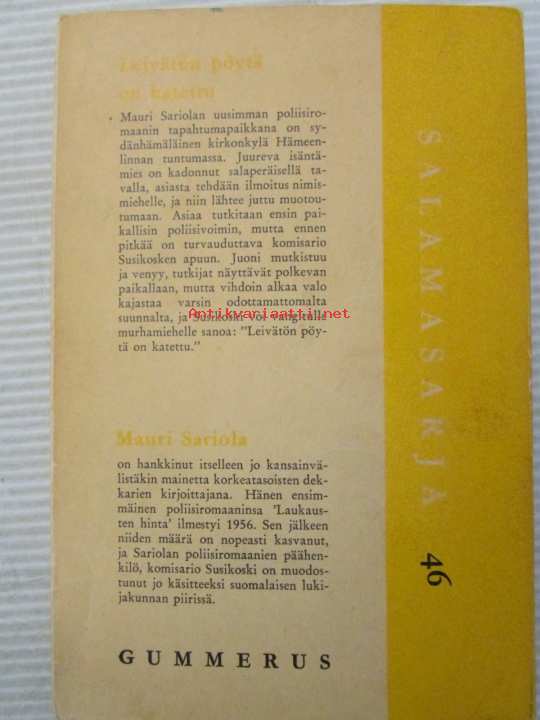 Leivätön pöytä
on katettu
Mauri Sariolan uusimman poliisiro-
maanin tapahtumapaikkana on sy-
dänhämäläinen kirkonkylä Hämeen-
linnan tuntumassa. Juureva isäntä-
mies on kadonnut salaperäisellä ta-
valla, asiasta tehdään ilmoitus nimis-
miehelle, ja niin lähtee juttu muotou-
tumaan. Asiaa tutkitaan ensin pai-
kallisin poliisivoimin, mutta ennen
pitkää on turvauduttava komisario
Susikosken apuun. Juoni mutkistuu
ja venyy, tutkijat näyttävät polkevan
paikallaan, mutta vihdoin alkaa valo
kajastaa varsin odottamattomalta
suunnalta, ja Susikoski voi vangitulle
murhamiehelle sanoa: "Leivätön pöy-
tä on katettu."
Antikvariaatti.net
Mauri Sariola
on hankkinut itselleen jo kansainvä-
listäkin mainetta korkeatasoisten dek-
karien kirjoittajana. Hänen ensim-
mäinen poliisiromaaninsa 'Laukaus-
ten hinta' ilmestyi 1956. Sen jälkeen
niiden määrä on nopeasti kasvanut,
ja Sariolan poliisiromaanien päähen-
kilö, komisario Susikoski on muodos-
tunut jo käsitteeksi suomalaisen luki-
jakunnan piirissä.
GUMMERUS
SALAMASARJA 46